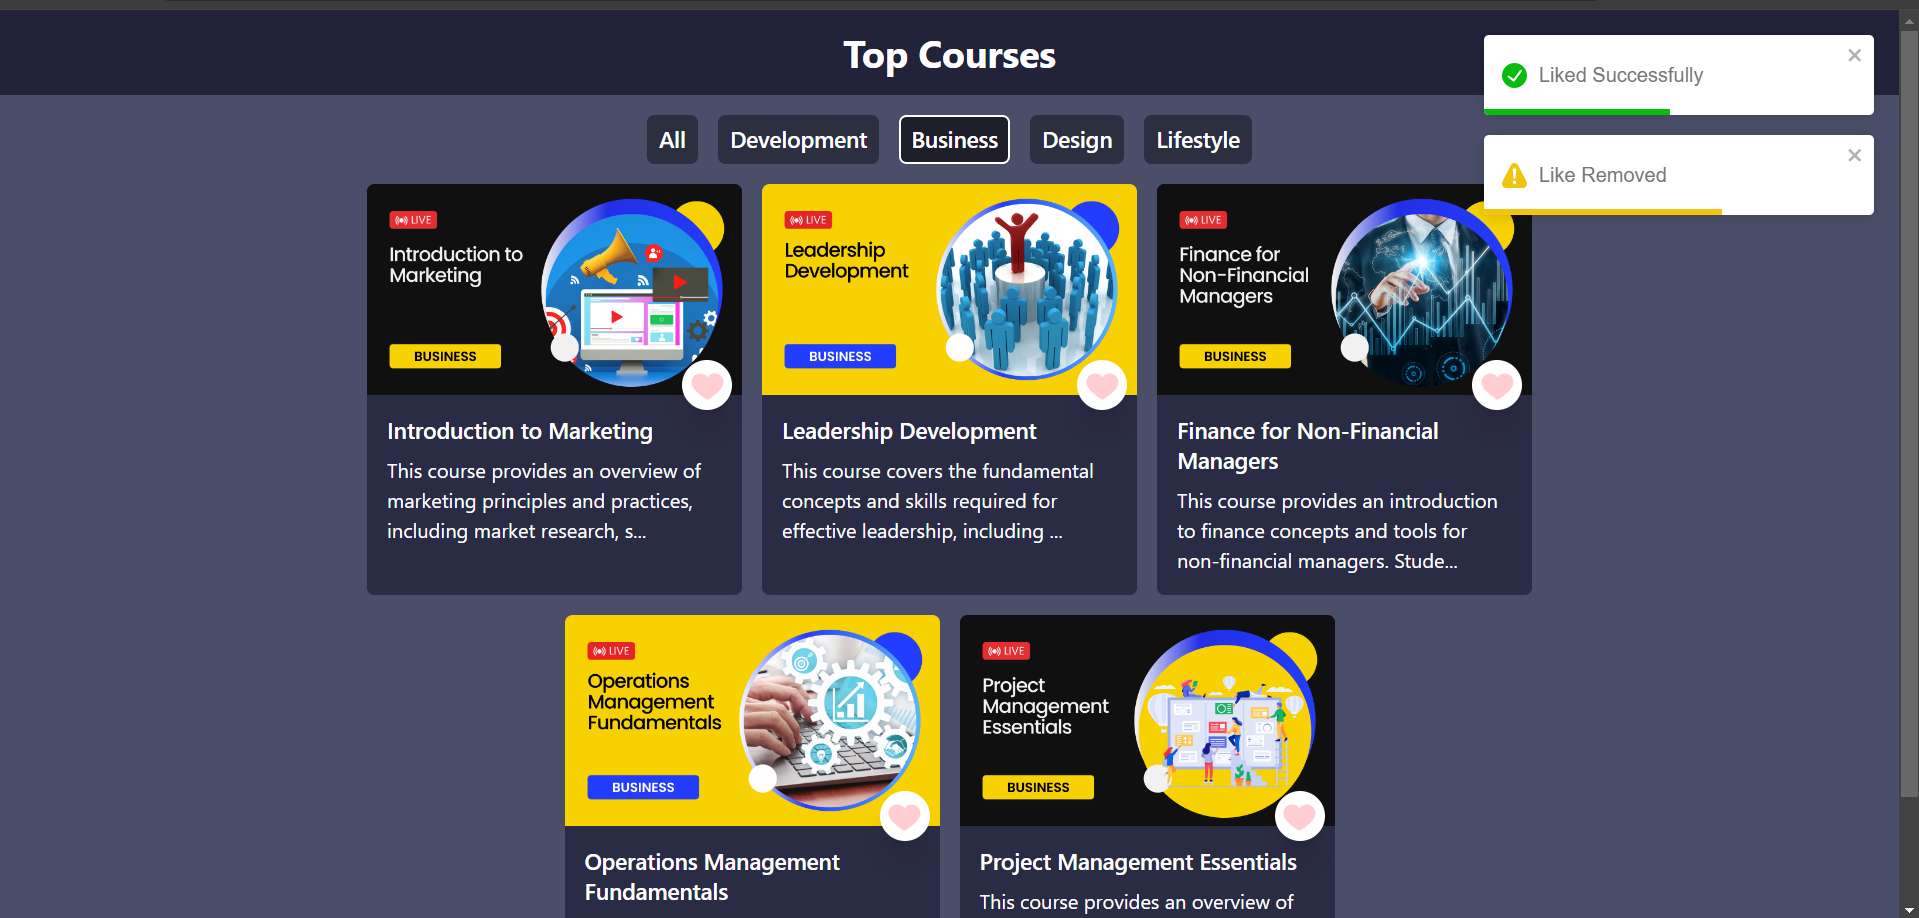 Top Courses
Liked Successfully
Like Removed
All
Development
Business
Design
Lifestyle
LIVE
Introduction to
Marketing
BUSINESS
Introduction to Marketing
This course provides an overview of
marketing principles and practices,
including market research, s...
LIVE
Leadership
Development
BUSINESS
Leadership Development
This course covers the fundamental
concepts and skills required for
effective leadership, including ...
LIVE
Finance for
Non-Financial
Managers
BUSINESS
Finance for Non-Financial
Managers
This course provides an introduction
to finance concepts and tools for
non-financial managers. Stude...
LIVE
Operations
Management
Fundamentals
BUSINESS
Operations Management
Fundamentals
LIVE
Project
Management
Essentials
BUSINESS
Project Management Essentials
This course provides an overview of